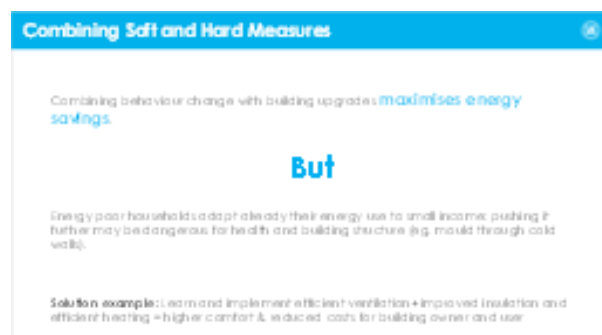 Combining Soft and Hard Measures
Combining behaviour change with building upgrades maximises energy
savings.
But
Energy poor households adapt already their energy use to small income: pushing it
further may be dangerous for health and building structure (eg. mould through cold
walls).
Solution example: Learn and implement efficient ventilation + improved insulation and
efficient heating = higher comfort & reduced costs for building owner and user